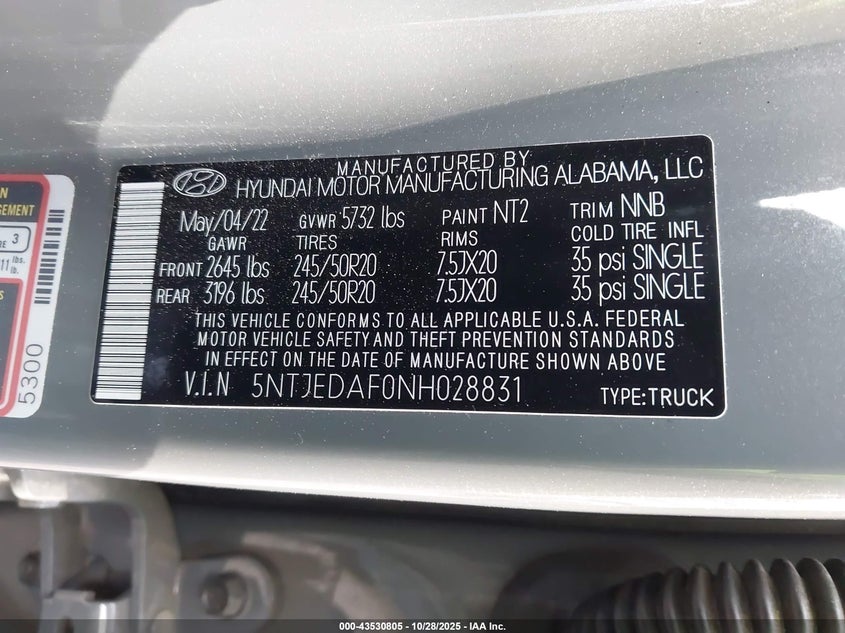 MANUFACTURED BY
HYUNDAI MOTOR MANUFACTURING ALABAMA, LLC
May/04/22 GVWR 5732 lbs PAINT NT2 TRIM NNB
GAWR TIRES RIMS COLD TIRE INFL
FRONT 2645 lbs 245/50R20 7.5JX20 35 psi SINGLE
REAR 3196 lbs 245/50R20 7.5JX20 35 psi SINGLE
THIS VEHICLE CONFORMS TO ALL APPLICABLE U.S.A. FEDERAL
MOTOR VEHICLE SAFETY AND THEFT PREVENTION STANDARDS
IN EFFECT ON THE DATE OF MANUFACTURE SHOWN ABOVE
V.I.N 5NTJEDAF0NH028831 TYPE:TRUCK
3
lb.
5300
000-43530805 - 10/28/2025 - IAA Inc.